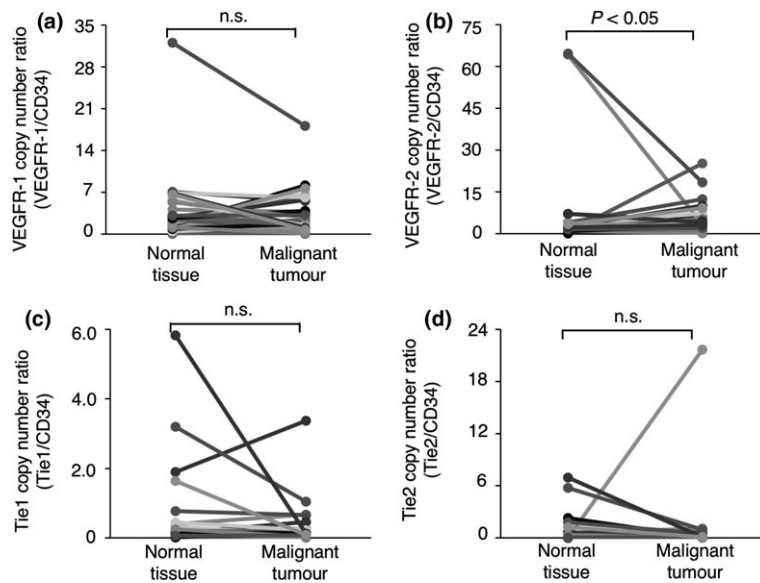 (a)
n.s.
VEGFR-1 copy number ratio
(VEGFR-1/CD34)
35
28
21
14
7
0
Normal
tissue
Malignant
tumour
(b)
P < 0.05
VEGFR-2 copy number ratio
(VEGFR-2/CD34)
75
60
45
30
15
0
Normal
tissue
Malignant
tumour
(c)
n.s.
Tie1 copy number ratio
(Tie1/CD34)
6.0
4.0
2.0
0
Normal
tissue
Malignant
tumour
(d)
n.s.
Tie2 copy number ratio
(Tie2/CD34)
24
18
12
6
0
Normal
tissue
Malignant
tumour